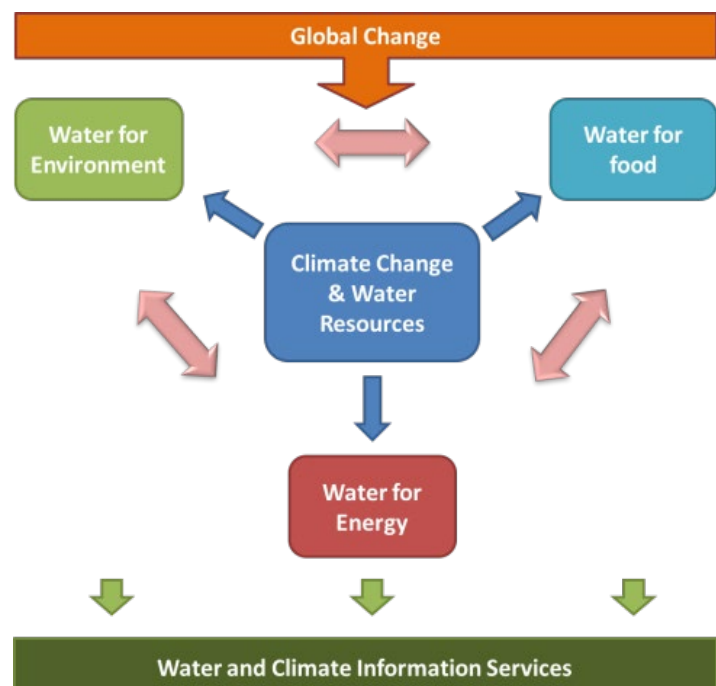 Global Change
Water for
Environment
Water for
food
Climate Change
& Water
Resources
Water for
Energy
Water and Climate Information Services